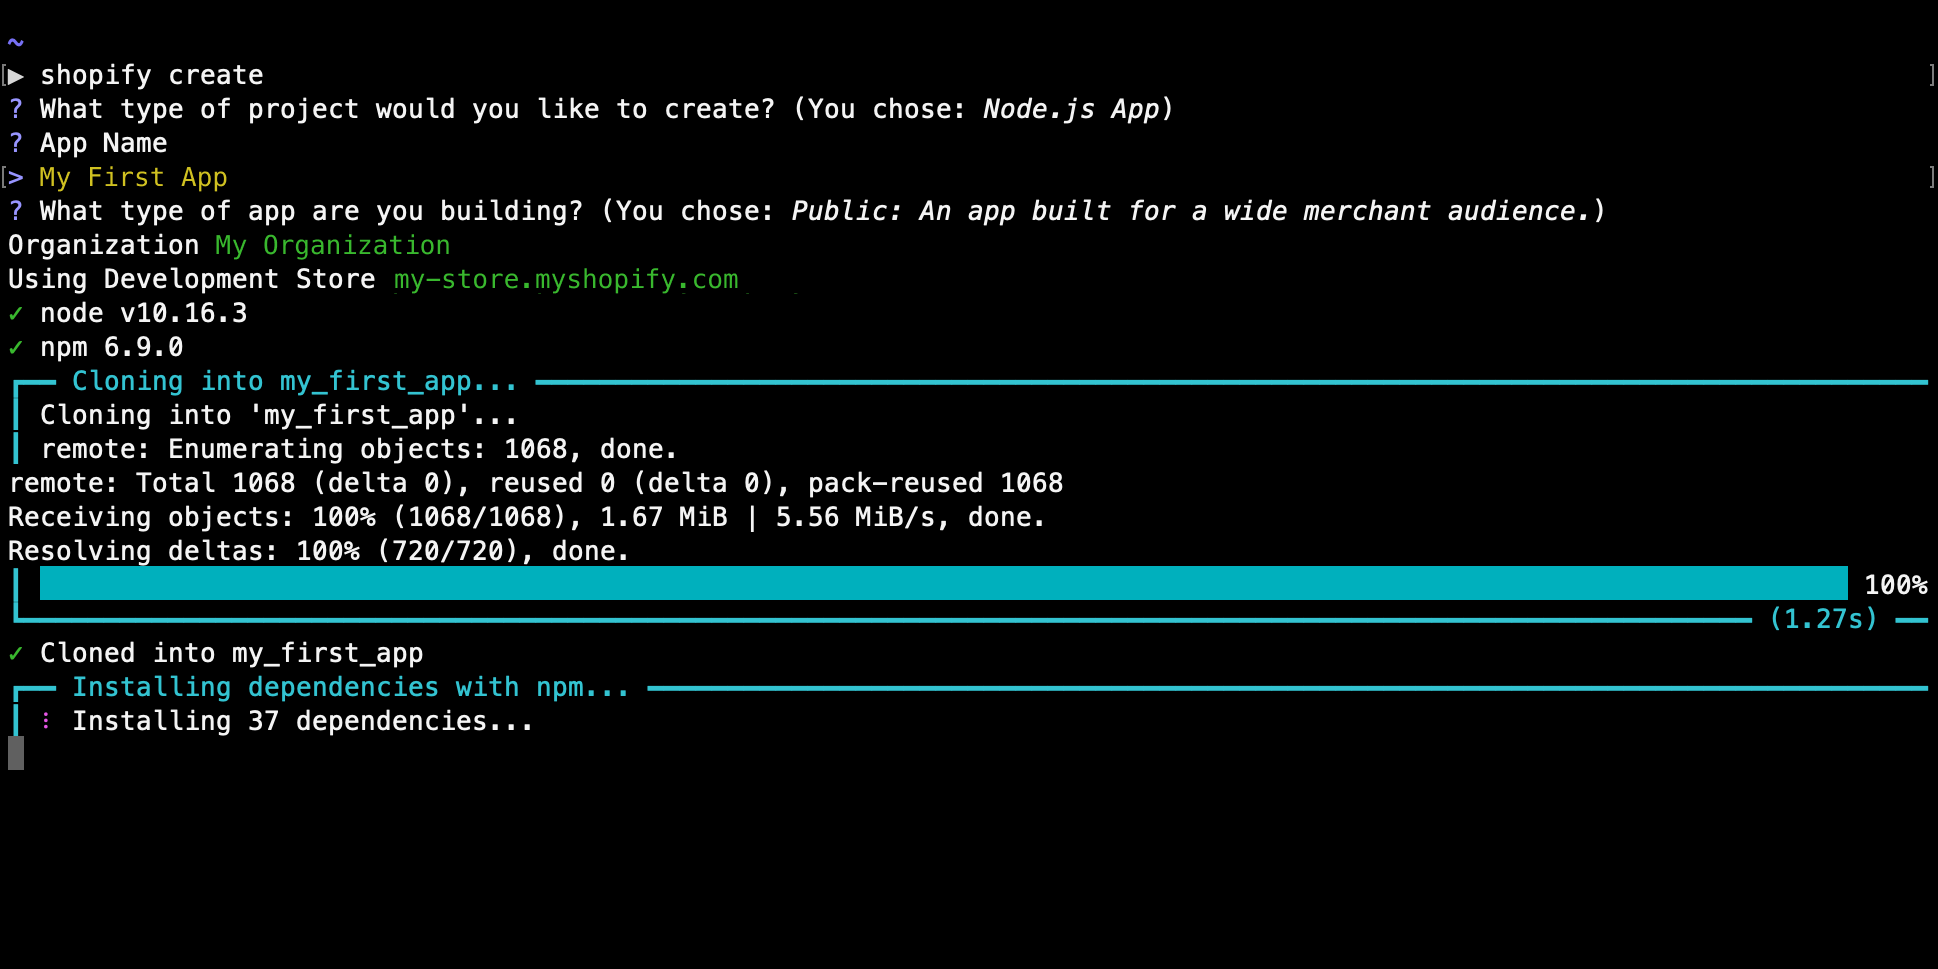 ~
▶ shopify create
? What type of project would you like to create? (You chose: Node.js App)
? App Name
> My First App
? What type of app are you building? (You chose: Public: An app built for a wide merchant audience.)
Organization My Organization
Using Development Store my-store.myshopify.com
✓ node v10.16.3
✓ npm 6.9.0
Cloning into my_first_app...
Cloning into 'my_first_app'...
remote: Enumerating objects: 1068, done.
remote: Total 1068 (delta 0), reused 0 (delta 0), pack-reused 1068
Receiving objects: 100% (1068/1068), 1.67 MiB | 5.56 MiB/s, done.
Resolving deltas: 100% (720/720), done.
100%
(1.27s)
✓ Cloned into my_first_app
Installing dependencies with npm...
Installing 37 dependencies...